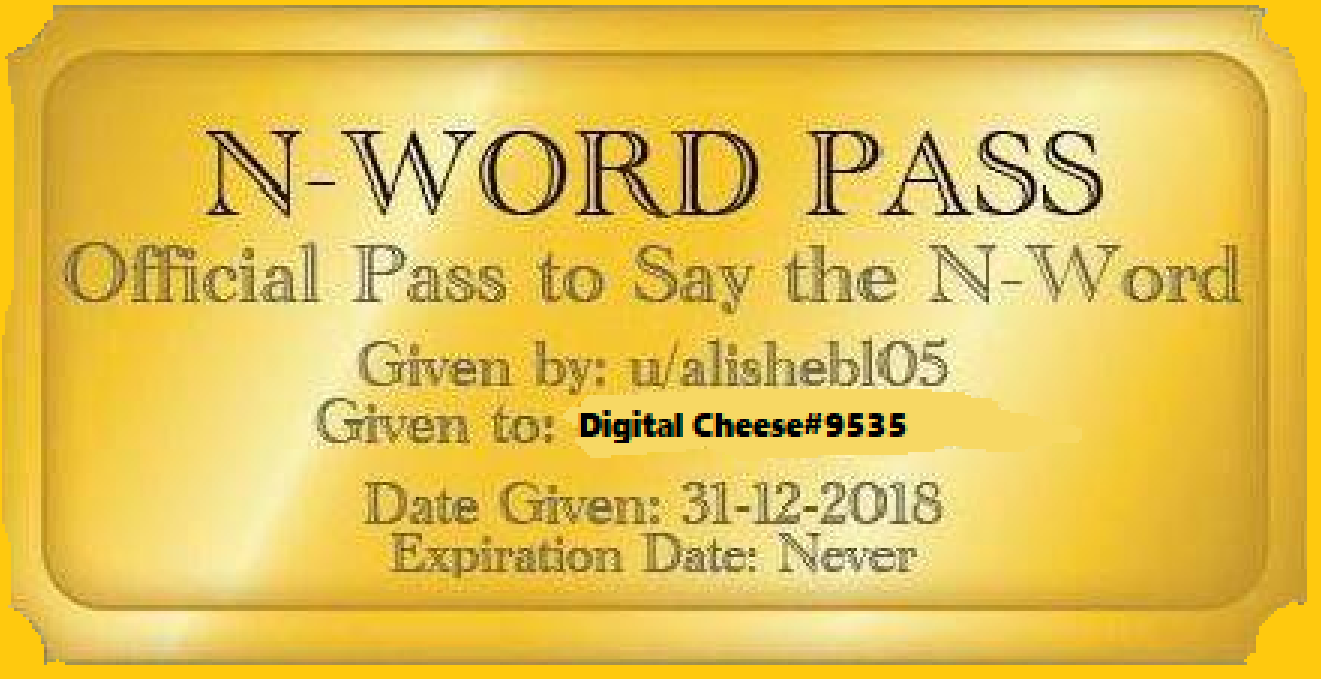 N-WORD PASS
Official Pass to Say the N-Word
Given by: u/alishebl05
Given to: Digital Cheese#9535
Date Given: 31-12-2018
Expiration Date: Never